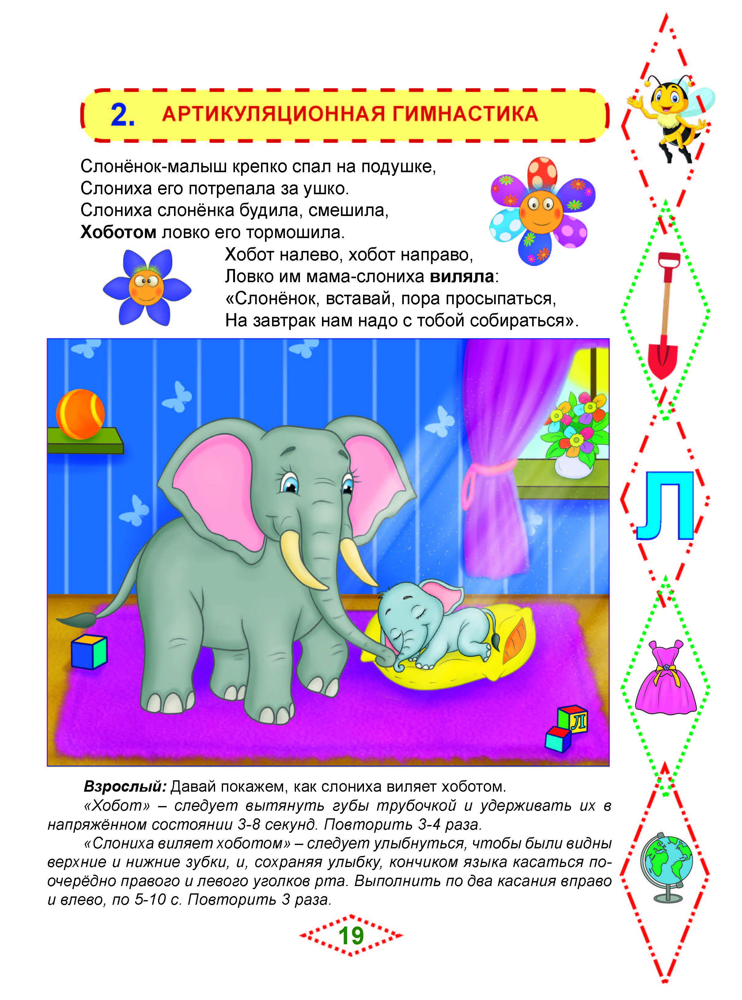 2. АРТИКУЛЯЦИОННАЯ ГИМНАСТИКА
Слонёнок-малыш крепко спал на подушке,
Слониха его потрепала за ушко.
Слониха слонёнка будила, смешила,
Хоботом ловко его тормошила.
Хобот налево, хобот направо,
Ловко им мама-слониха виляла:
«Слонёнок, вставай, пора просыпаться,
На завтрак нам надо с тобой собираться».
Л
Л
Взрослый: Давай покажем, как слониха виляет хоботом.
«Хобот» – следует вытянуть губы трубочкой и удерживать их в
напряжённом состоянии 3-8 секунд. Повторить 3-4 раза.
«Слониха виляет хоботом» – следует улыбнуться, чтобы были видны
верхние и нижние зубки, и, сохраняя улыбку, кончиком языка касаться по-
очерёдно правого и левого уголков рта. Выполнить по два касания вправо
и влево, по 5-10 с. Повторить 3 раза.
19